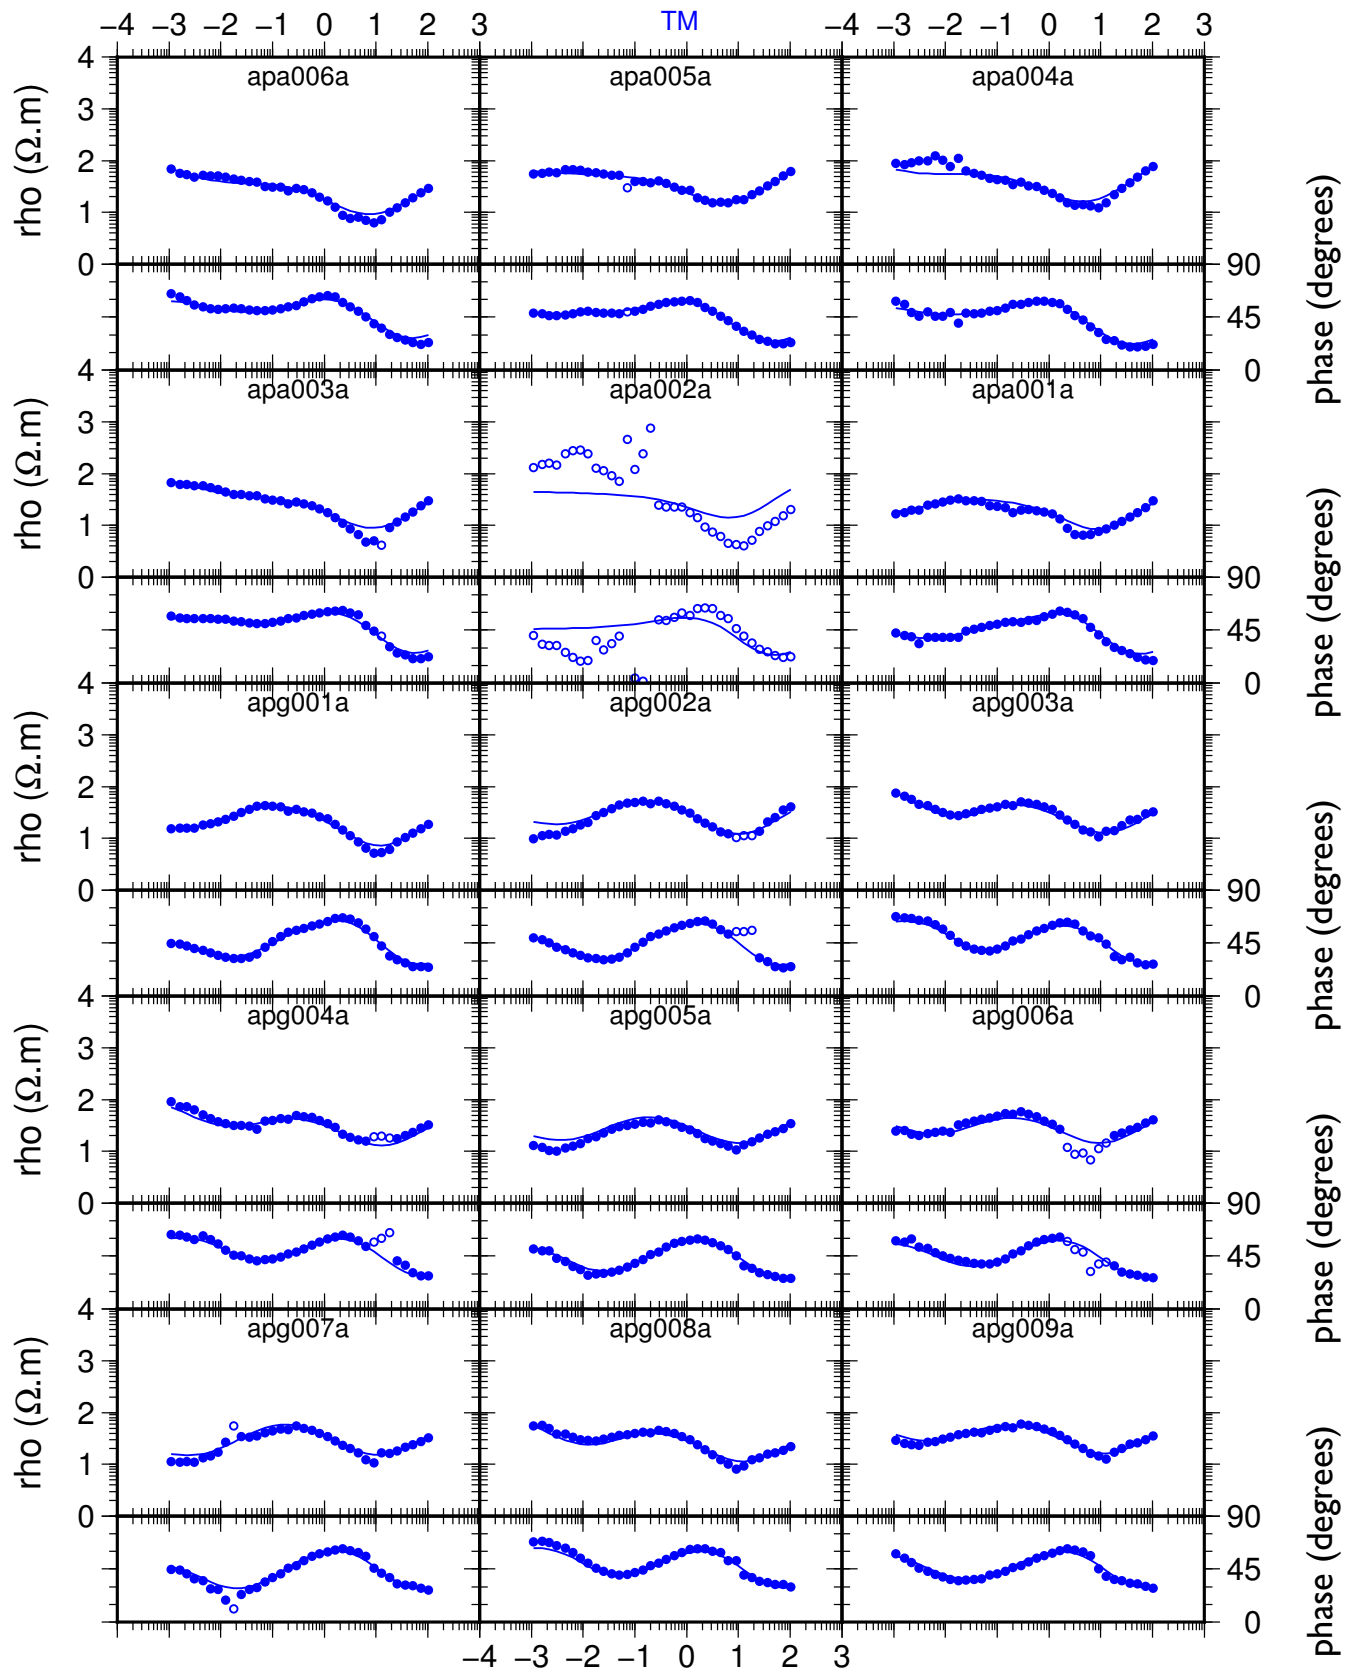 −4 −3 −2 −1 0 1 2 3 TM −4 −3 −2 −1 0 1 2 3
apa006a apa005a apa004a
4
3
2
1
0
rho (Ω.m)
90
45
0
phase (degrees)
apa003a apa002a apa001a
4
3
2
1
0
rho (Ω.m)
90
45
0
phase (degrees)
apg001a apg002a apg003a
4
3
2
1
0
rho (Ω.m)
90
45
0
phase (degrees)
apg004a apg005a apg006a
4
3
2
1
0
rho (Ω.m)
90
45
0
phase (degrees)
apg007a apg008a apg009a
4
3
2
1
0
rho (Ω.m)
90
45
0
phase (degrees)
−4 −3 −2 −1 0 1 2 3